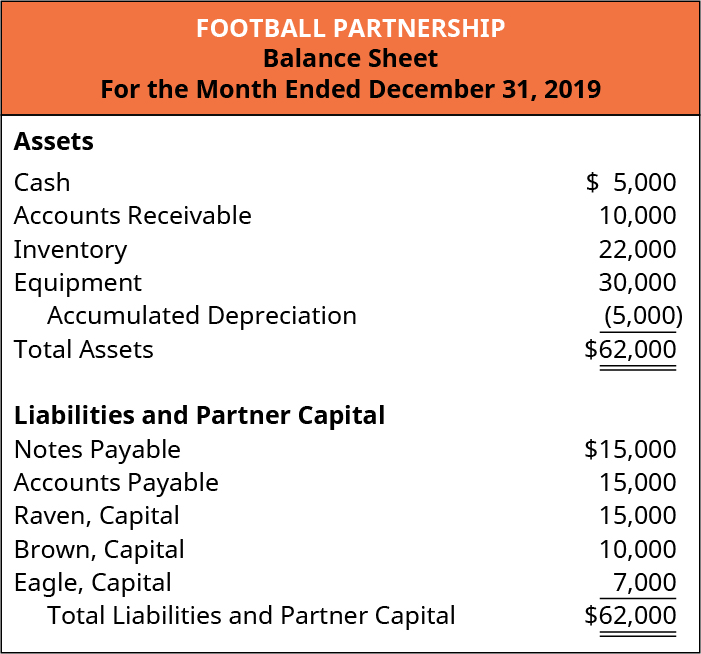 FOOTBALL PARTNERSHIP
Balance Sheet
For the Month Ended December 31, 2019
Assets
Cash $ 5,000
Accounts Receivable 10,000
Inventory 22,000
Equipment 30,000
Accumulated Depreciation (5,000)
Total Assets $62,000
Liabilities and Partner Capital
Notes Payable $15,000
Accounts Payable 15,000
Raven, Capital 15,000
Brown, Capital 10,000
Eagle, Capital 7,000
Total Liabilities and Partner Capital $62,000